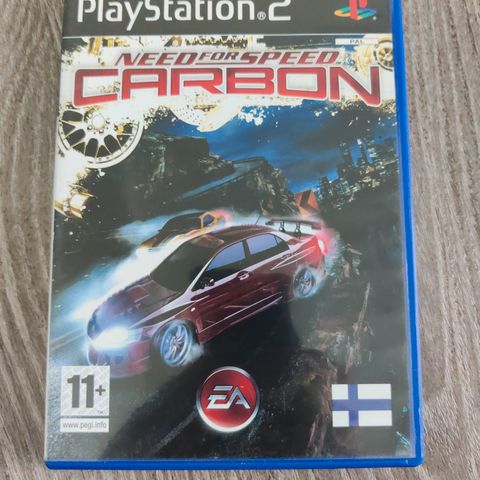 PlayStation®2
PAL
NEED FOR SPEED
CARBON
11+
www.pegi.info
EA